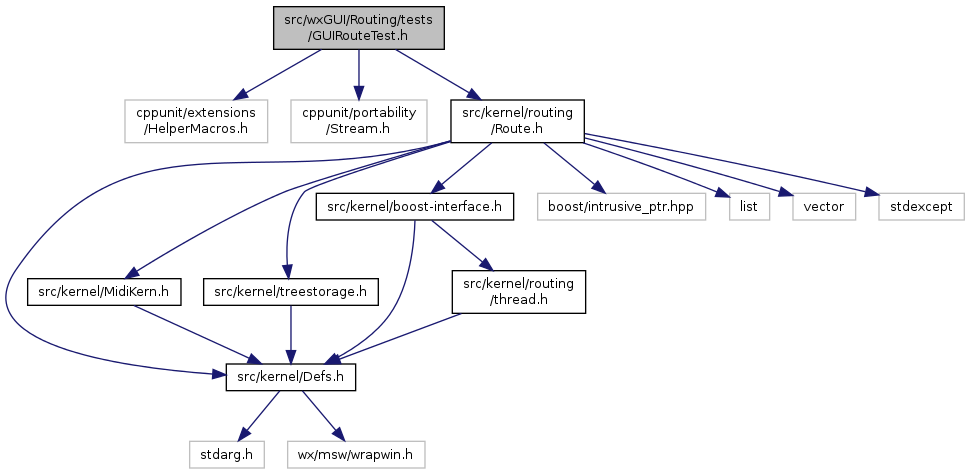 src/wxGUI/Routing/tests
/GUIRouteTest.h
cppunit/extensions
/HelperMacros.h
cppunit/portability
/Stream.h
src/kernel/routing
/Route.h
src/kernel/boost-interface.h
boost/intrusive_ptr.hpp
list
vector
stdexcept
src/kernel/MidiKern.h
src/kernel/treestorage.h
src/kernel/routing
/thread.h
src/kernel/Defs.h
stdarg.h
wx/msw/wrapwin.h